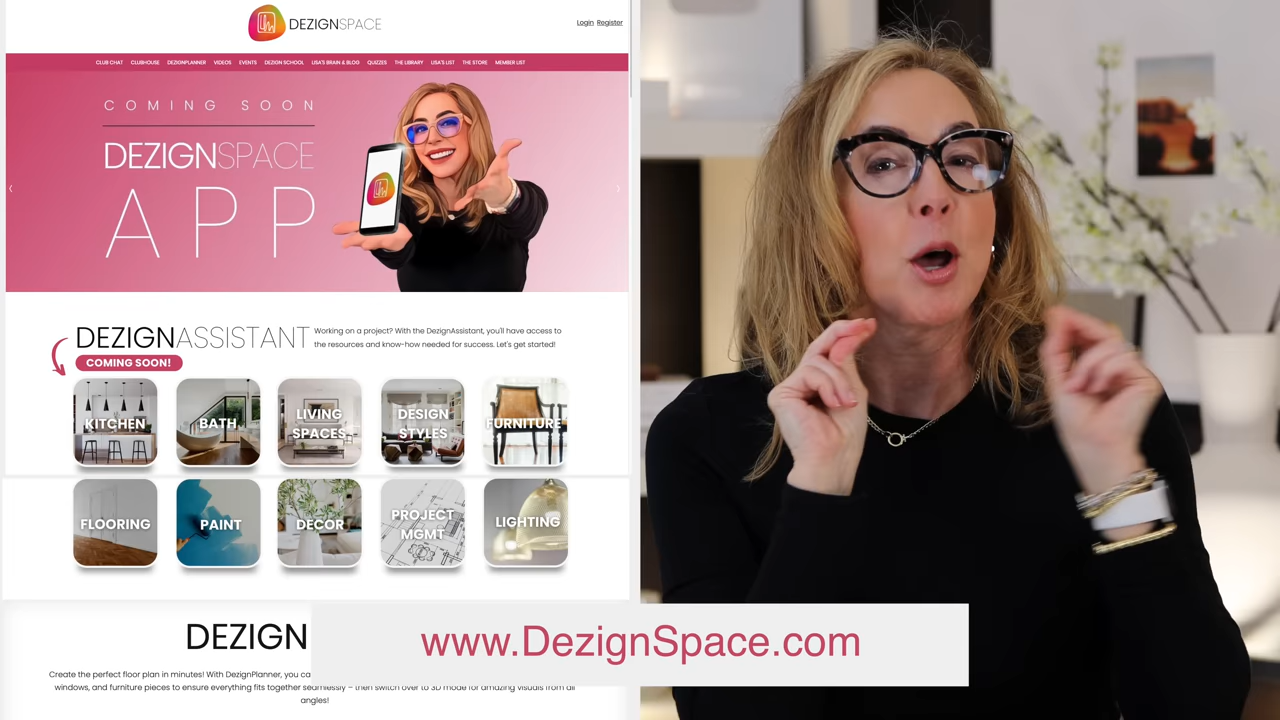 DEZIGNSPACE
Login Register
CLUB CHAT CLUBHOUSE DEZIGNPLANNER VIDEOS EVENTS DEZIGN SCHOOL LISA'S BRAIN & BLOG QUIZZES THE LIBRARY LISA'S LIST THE STORE MEMBER LIST
COMING SOON
DEZIGNSPACE
APP
DEZIGNASSISTANT
COMING SOON!
Working on a project? With the DezignAssistant, you'll have access to
the resources and know-how needed for success. Let's get started!
KITCHEN
BATH
LIVING
SPACES
DESIGN
STYLES
FURNITURE
FLOORING
PAINT
DECOR
PROJECT
MGMT
LIGHTING
DEZIGN
www.DezignSpace.com
Create the perfect floor plan in minutes! With DezignPlanner, you ca
windows, and furniture pieces to ensure everything fits together seamlessly – then switch over to 3D mode for amazing visuals from all
angles!